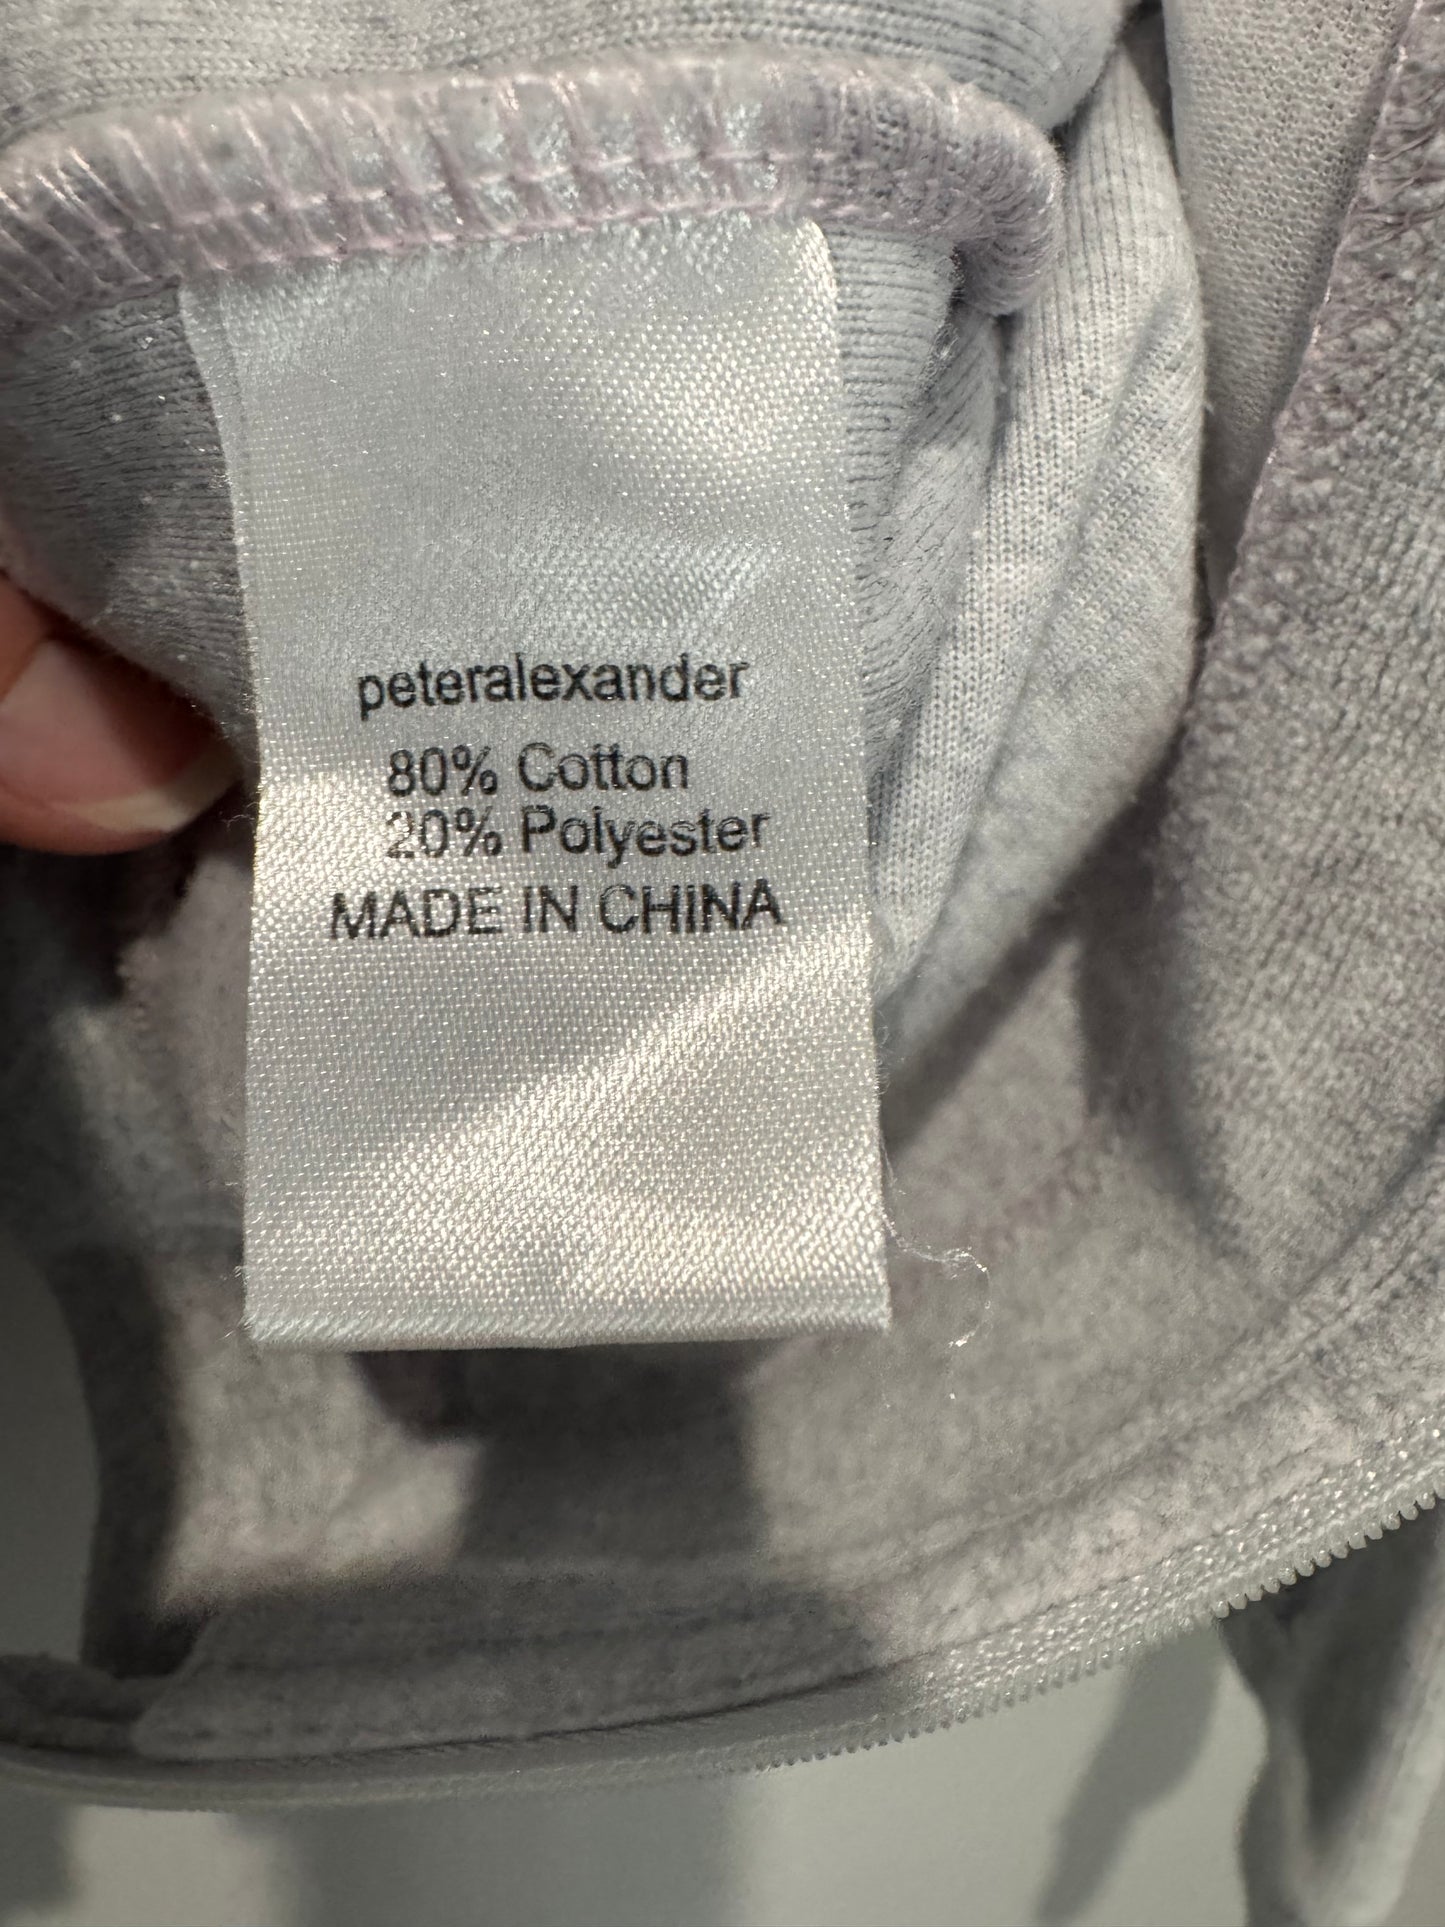 peteralexander
80% Cotton
20% Polyester
MADE IN CHINA